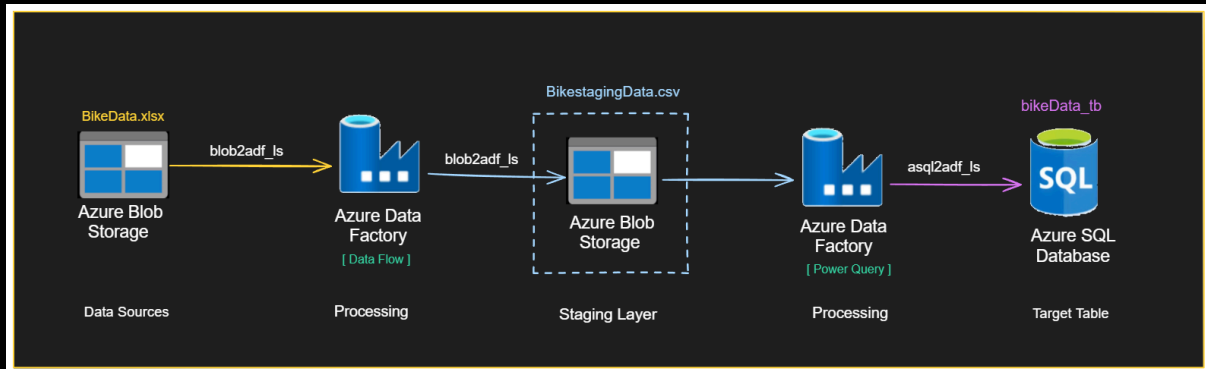 BikeData.xlsx
blob2adf_ls
Azure Blob
Storage
Data Sources
blob2adf_ls
Azure Data
Factory
[ Data Flow ]
Processing
BikestagingData.csv
Azure Blob
Storage
Staging Layer
Azure Data
Factory
[ Power Query ]
Processing
asql2adf_ls
bikeData_tb
SQL
Azure SQL
Database
Target Table